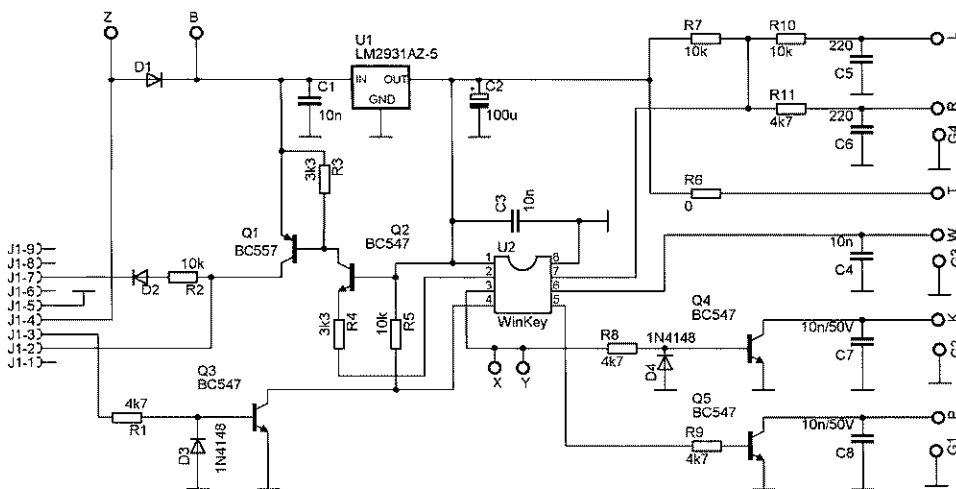 Z
B
D1
U1
LM2931AZ-5
IN OUT
GND
C1
10n
C2
100u
R7
10k
R10
10k
220
C5
L
R11
4k7
220
C6
R
G4
R6
0
T
3k3
R3
C3
10n
Q1
BC557
Q2
BC547
U2
1
2
3
4
8
7
6
5
WinKey
10n
C4
W
G3
J1-9
J1-8
J1-7
J1-6
J1-5
J1-4
J1-3
J1-2
J1-1
D2
10k
R2
3k3
R4
10k
R5
X
Y
R8
4k7
1N4148
D4
Q4
BC547
10n/50V
C7
K
G2
Q3
BC547
4k7
R1
D3
1N4148
R9
4k7
Q5
BC547
10n/50V
C8
P
G1